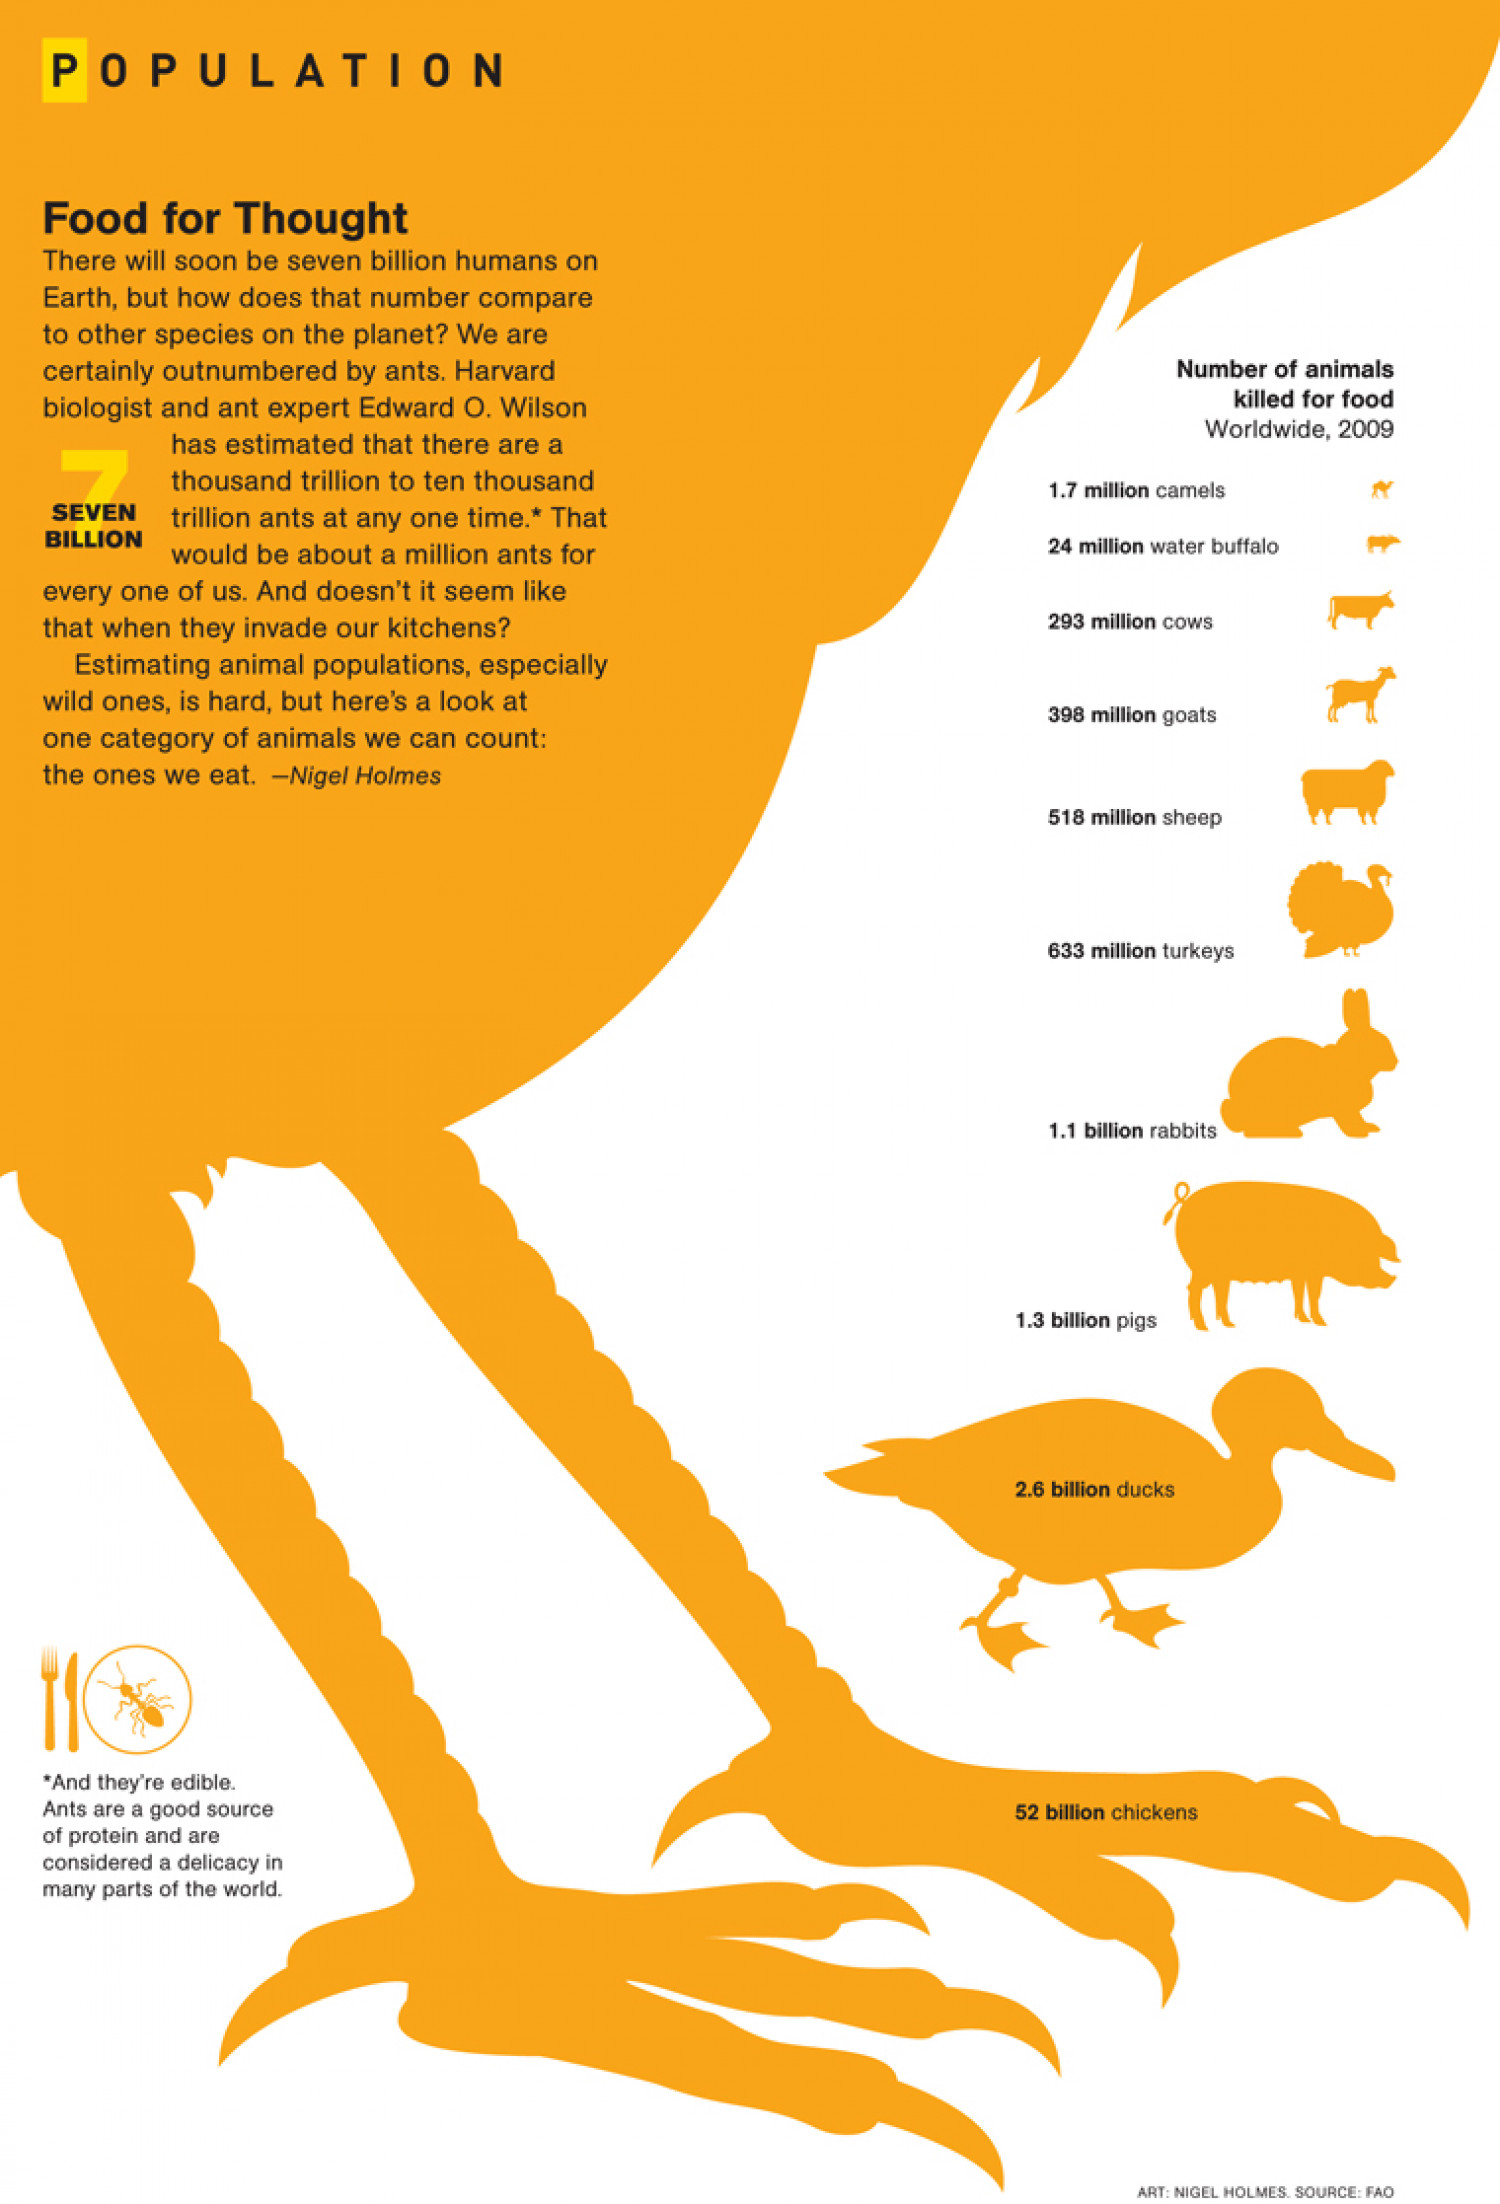 POPULATION
Food for Thought
There will soon be seven billion humans on
Earth, but how does that number compare
to other species on the planet? We are
certainly outnumbered by ants. Harvard
biologist and ant expert Edward O. Wilson
has estimated that there are a
thousand trillion to ten thousand
trillion ants at any one time.* That
would be about a million ants for
every one of us. And doesn't it seem like
that when they invade our kitchens?
Estimating animal populations, especially
wild ones, is hard, but here's a look at
one category of animals we can count:
the ones we eat. —Nigel Holmes
7
SEVEN
BILLION
Number of animals
killed for food
Worldwide, 2009
1.7 million camels
24 million water buffalo
293 million cows
398 million goats
518 million sheep
633 million turkeys
1.1 billion rabbits
1.3 billion pigs
2.6 billion ducks
52 billion chickens
*And they're edible.
Ants are a good source
of protein and are
considered a delicacy in
many parts of the world.
ART: NIGEL HOLMES. SOURCE: FAO